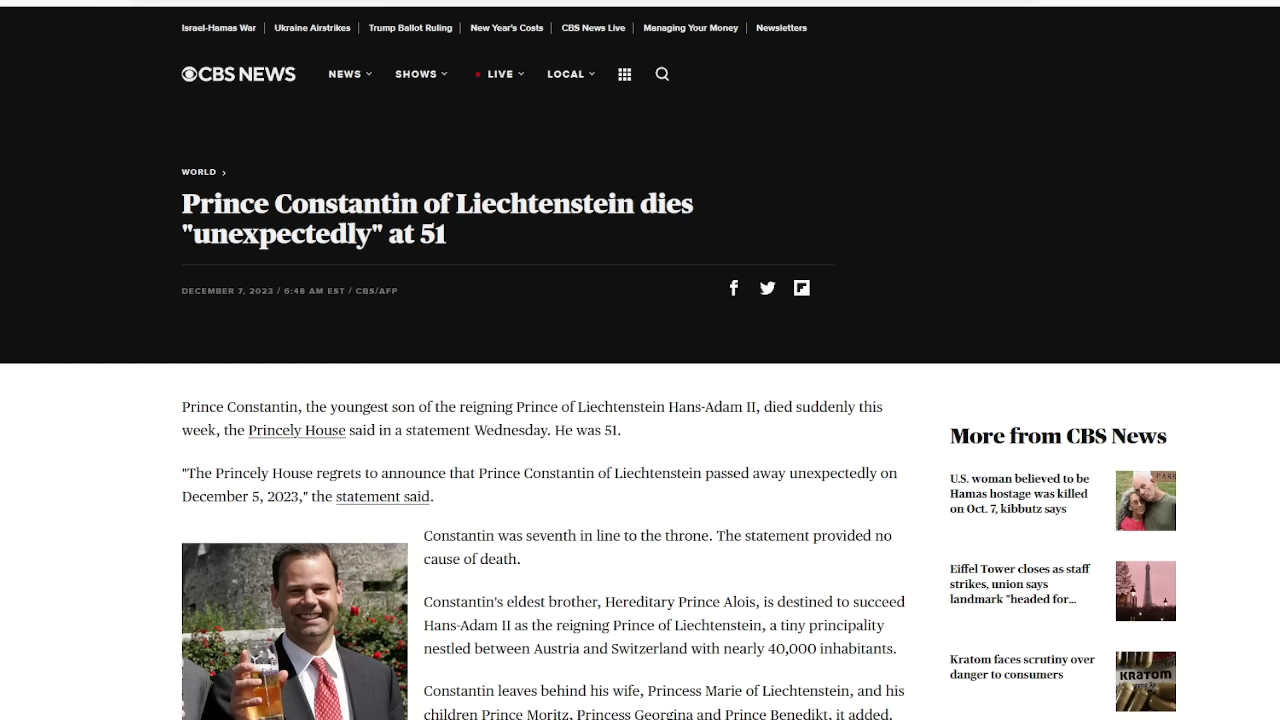 Israel-Hamas War
Ukraine Airstrikes
Trump Ballot Ruling
New Year's Costs
CBS News Live
Managing Your Money
Newsletters
CBS NEWS
NEWS
SHOWS
LIVE
LOCAL
WORLD
Prince Constantin of Liechtenstein dies
"unexpectedly" at 51
DECEMBER 7, 2023 / 6:48 AM EST / CBS/AFP
Prince Constantin, the youngest son of the reigning Prince of Liechtenstein Hans-Adam II, died suddenly this
week, the Princely House said in a statement Wednesday. He was 51.
"The Princely House regrets to announce that Prince Constantin of Liechtenstein passed away unexpectedly on
December 5, 2023," the statement said.
Constantin was seventh in line to the throne. The statement provided no
cause of death.
Constantin's eldest brother, Hereditary Prince Alois, is destined to succeed
Hans-Adam II as the reigning Prince of Liechtenstein, a tiny principality
nestled between Austria and Switzerland with nearly 40,000 inhabitants.
Constantin leaves behind his wife, Princess Marie of Liechtenstein, and his
children Prince Moritz, Princess Georgina and Prince Benedikt, it added.
More from CBS News
U.S. woman believed to be
Hamas hostage was killed
on Oct. 7, kibbutz says
PARK
Eiffel Tower closes as staff
strikes, union says
landmark "headed for...
Kratom faces scrutiny over
danger to consumers
KRATOM